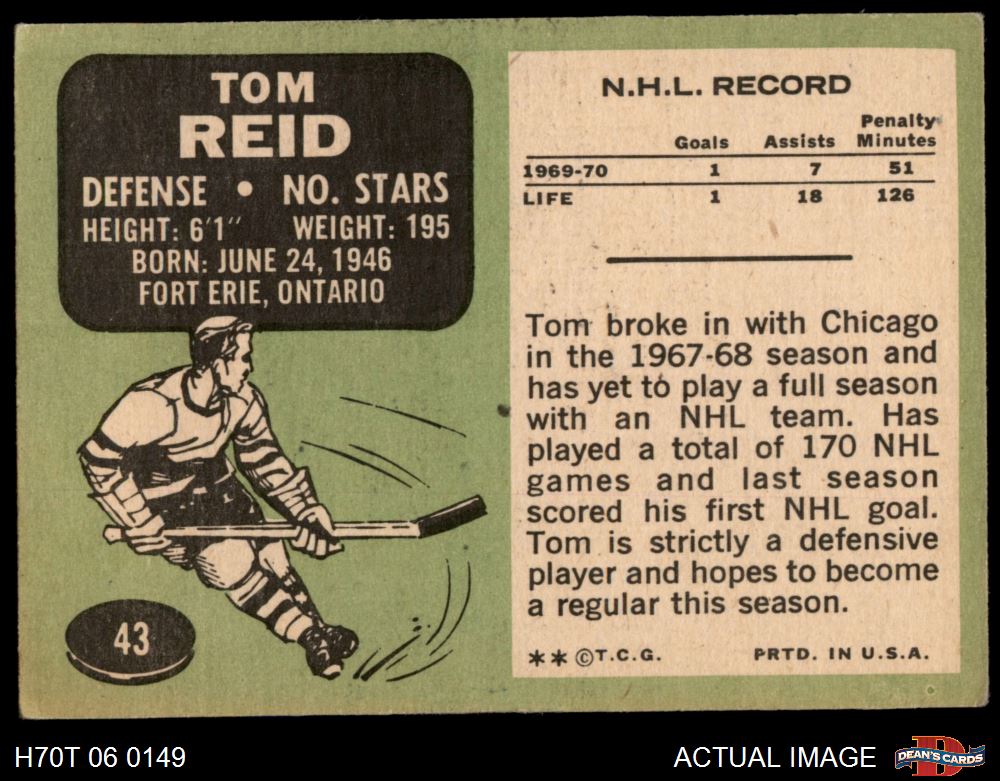 TOM
REID
DEFENSE • NO. STARS
HEIGHT: 6'1" WEIGHT: 195
BORN: JUNE 24, 1946
FORT ERIE, ONTARIO
43
N.H.L. RECORD
Goals Assists Penalty Minutes
1969-70 1 7 51
LIFE 1 18 126
Tom broke in with Chicago
in the 1967-68 season and
has yet to play a full season
with an NHL team. Has
played a total of 170 NHL
games and last season
scored his first NHL goal.
Tom is strictly a defensive
player and hopes to become
a regular this season.
** ©T.C.G. PRTD. IN U.S.A.
H70T 06 0149 ACTUAL IMAGE
D
DEAN'S CARDS